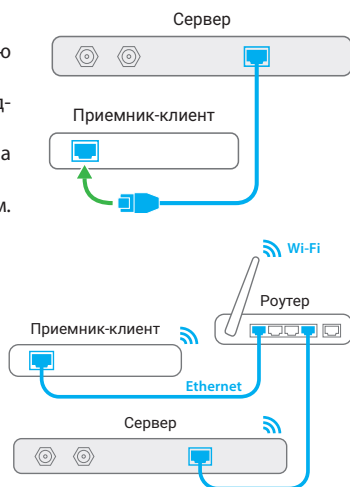 Сервер
ю
д-
Приемник-клиент
а
м.
Wi-Fi
Роутер
Приемник-клиент
Ethernet
Сервер